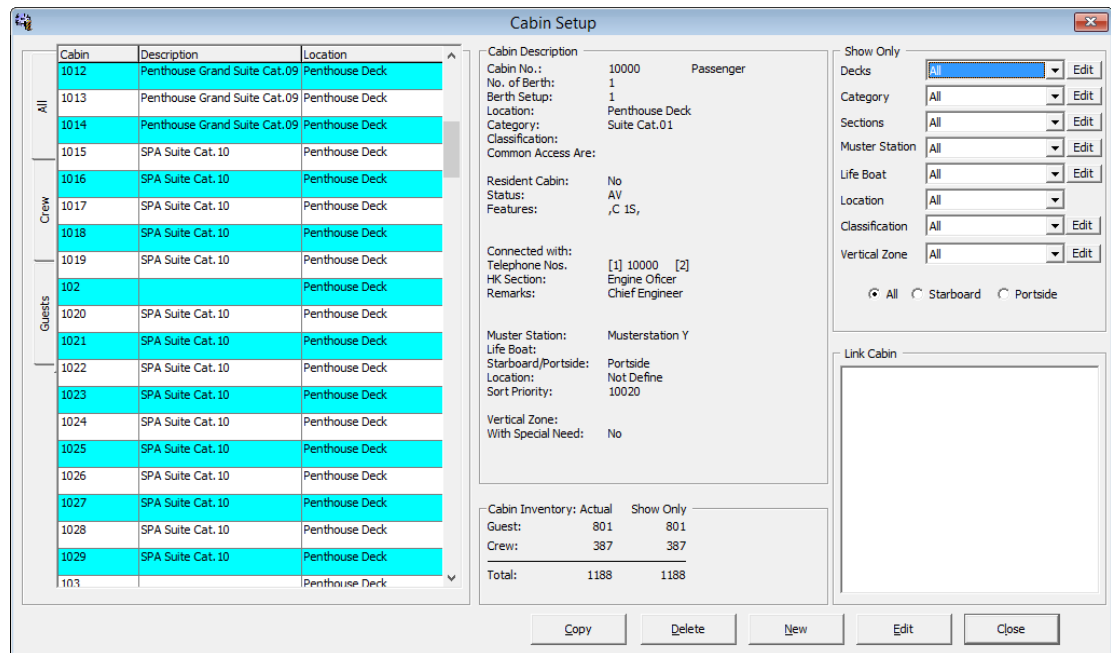 Cabin Setup
All
Crew
Guests
Cabin Description Location
1012 Penthouse Grand Suite Cat.09 Penthouse Deck
1013 Penthouse Grand Suite Cat.09 Penthouse Deck
1014 Penthouse Grand Suite Cat.09 Penthouse Deck
1015 SPA Suite Cat.10 Penthouse Deck
1016 SPA Suite Cat.10 Penthouse Deck
1017 SPA Suite Cat.10 Penthouse Deck
1018 SPA Suite Cat.10 Penthouse Deck
1019 SPA Suite Cat.10 Penthouse Deck
102 Penthouse Deck
1020 SPA Suite Cat.10 Penthouse Deck
1021 SPA Suite Cat.10 Penthouse Deck
1022 SPA Suite Cat.10 Penthouse Deck
1023 SPA Suite Cat.10 Penthouse Deck
1024 SPA Suite Cat.10 Penthouse Deck
1025 SPA Suite Cat.10 Penthouse Deck
1026 SPA Suite Cat.10 Penthouse Deck
1027 SPA Suite Cat.10 Penthouse Deck
1028 SPA Suite Cat.10 Penthouse Deck
1029 SPA Suite Cat.10 Penthouse Deck
103 Penthouse Deck
Cabin Description
Cabin No.: 10000 Passenger
No. of Berth: 1
Berth Setup: 1
Location: Penthouse Deck
Category: Suite Cat.01
Classification:
Common Access Are:
Resident Cabin: No
Status: AV
Features: ,C 1S,
Connected with:
Telephone Nos. [1] 10000 [2]
HK Section: Engine Oficer
Remarks: Chief Engineer
Muster Station: Musterstation Y
Life Boat:
Starboard/Portside: Portside
Location: Not Define
Sort Priority: 10020
Vertical Zone:
With Special Need: No
Cabin Inventory: Actual Show Only
Guest: 801 801
Crew: 387 387
Total: 1188 1188
Show Only
Decks All Edit
Category All Edit
Sections All Edit
Muster Station All Edit
Life Boat All Edit
Location All
Classification All Edit
Vertical Zone All Edit
All Starboard Portside
Link Cabin
Copy Delete New Edit Close